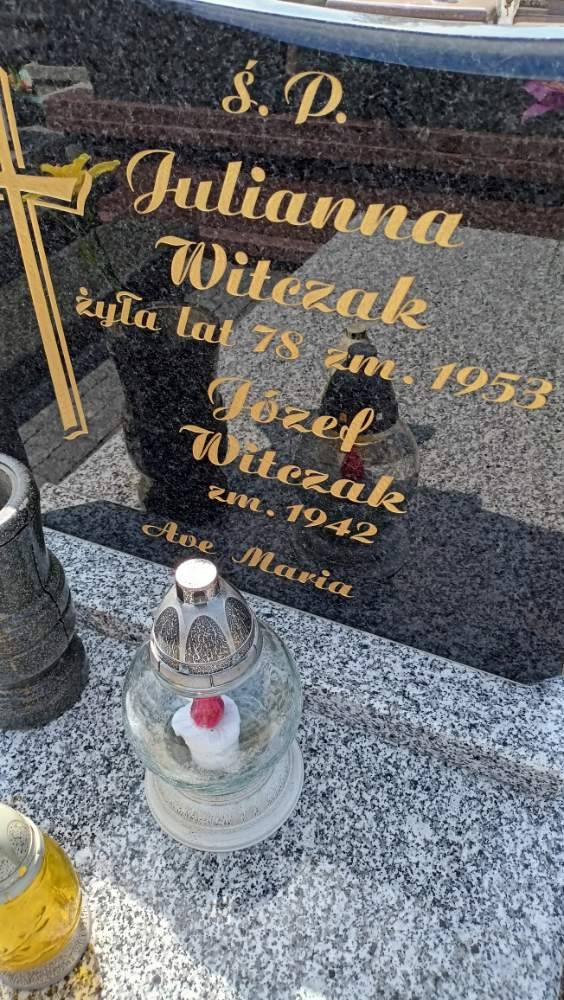 ś. P.
Julianna
Witczak
żyła lat 78 zm. 1953
Józef
Witczak
zm. 1942
Ave Maria